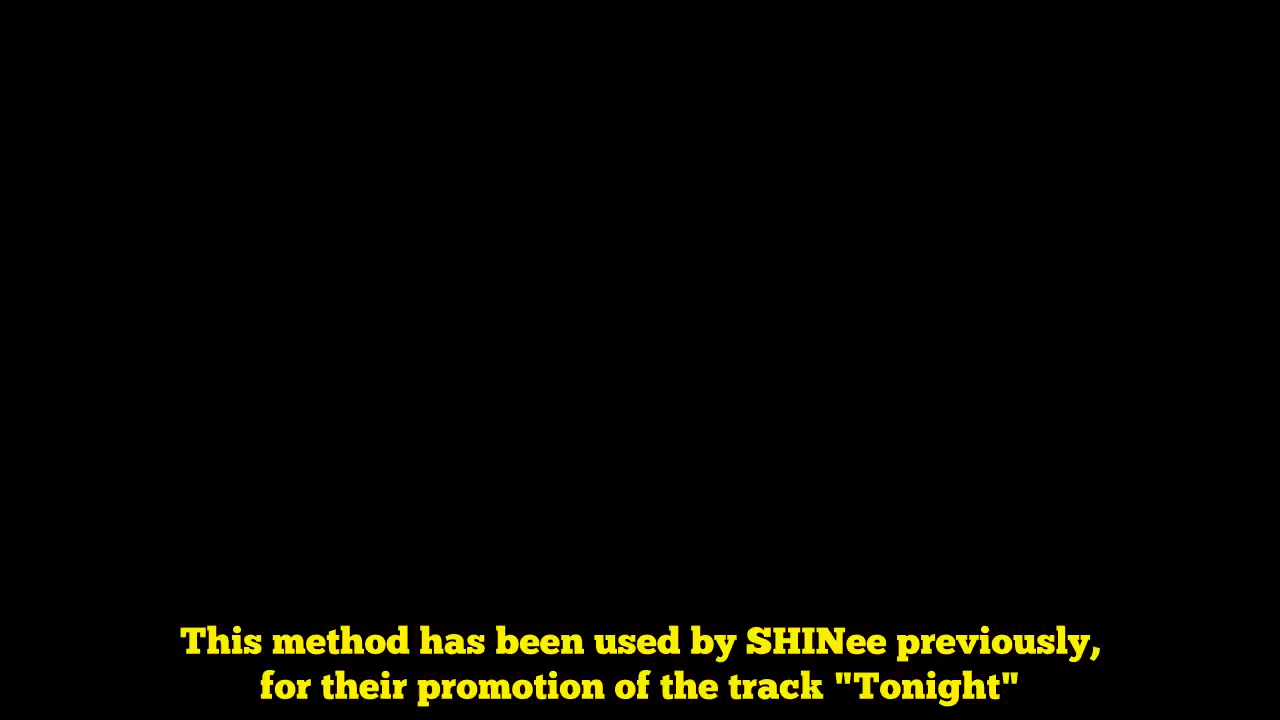 This method has been used by SHINee previously,
for their promotion of the track "Tonight"